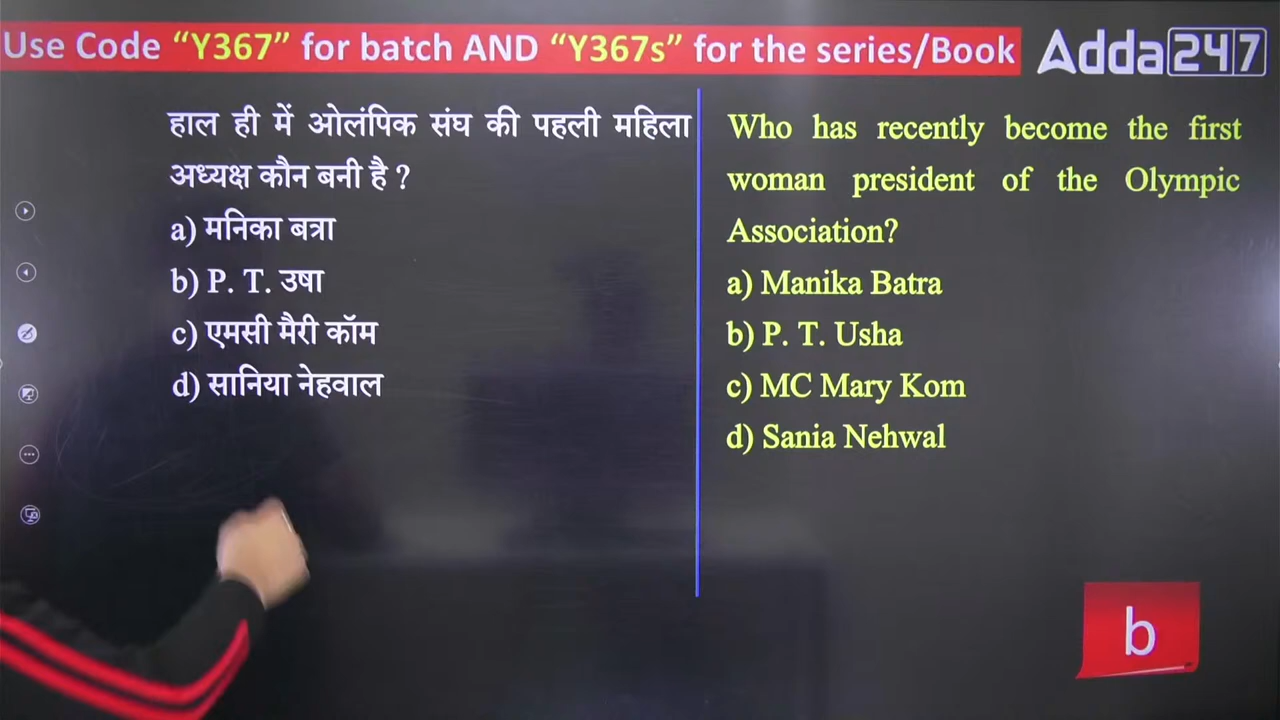 Use Code “Y367” for batch AND “Y367s” for the series/Book
Adda247
हाल ही में ओलंपिक संघ की पहली महिला
अध्यक्ष कौन बनी है ?
a) मनिका बत्रा
b) P. T. उषा
c) एमसी मैरी कॉम
d) सानिया नेहवाल
Who has recently become the first
woman president of the Olympic
Association?
a) Manika Batra
b) P. T. Usha
c) MC Mary Kom
d) Sania Nehwal
b